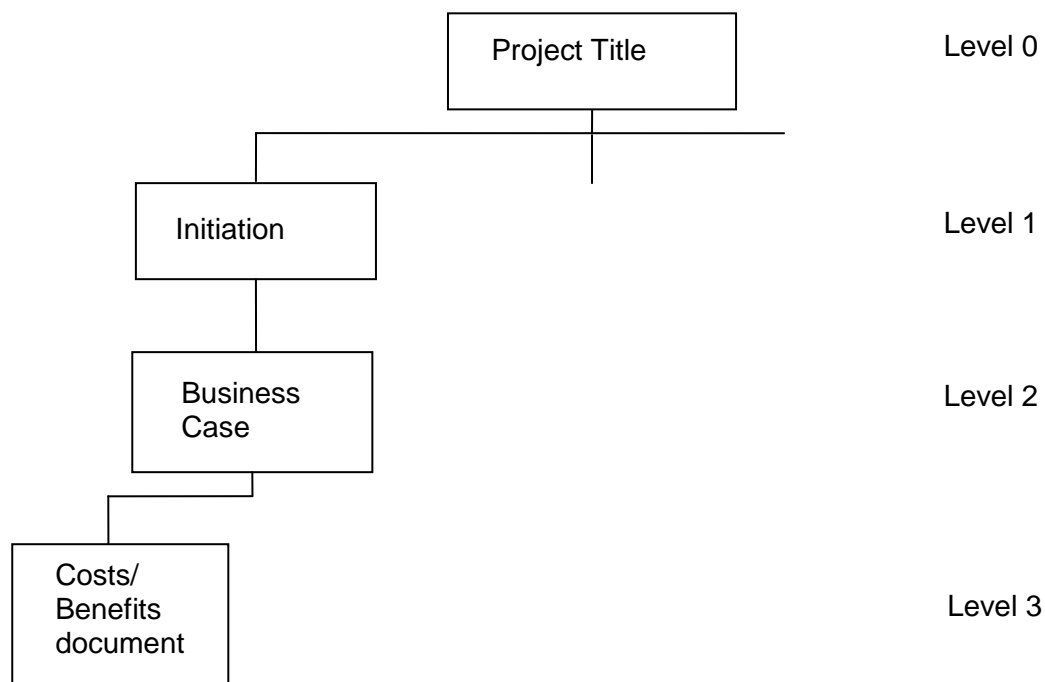 Project Title
Level 0
Initiation
Level 1
Business
Case
Level 2
Costs/
Benefits
document
Level 3